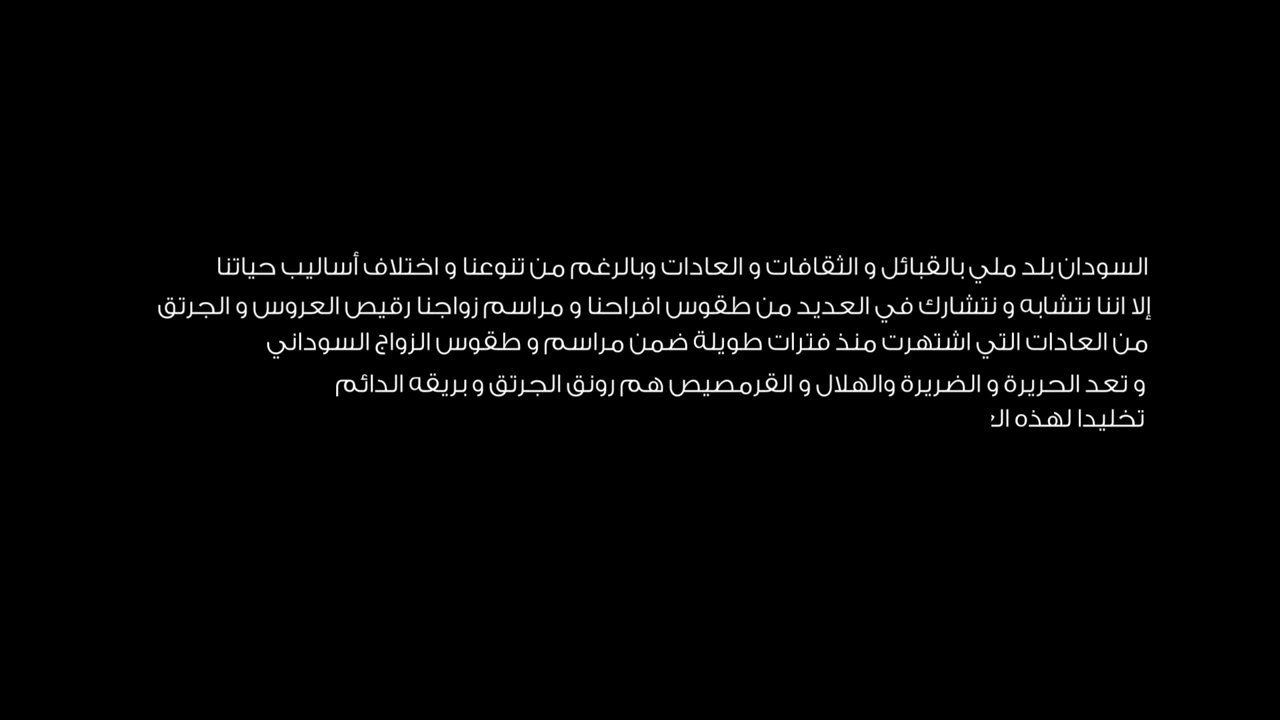 السودان بلد ملي بالقبائل و الثقافات و العادات وبالرغم من تنوعنا و اختلاف أساليب حياتنا
إلا اننا نتشابه و نتشارك في العديد من طقوس افراحنا و مراسم زواجنا رقيص العروس و الجرتق
من العادات التي اشتهرت منذ فترات طويلة ضمن مراسم و طقوس الزواج السوداني
و تعد الحريرة و الضريرة والهلال و القرمصيص هم رونق الجرتق و بريقه الدائم
تخليدا لهذه